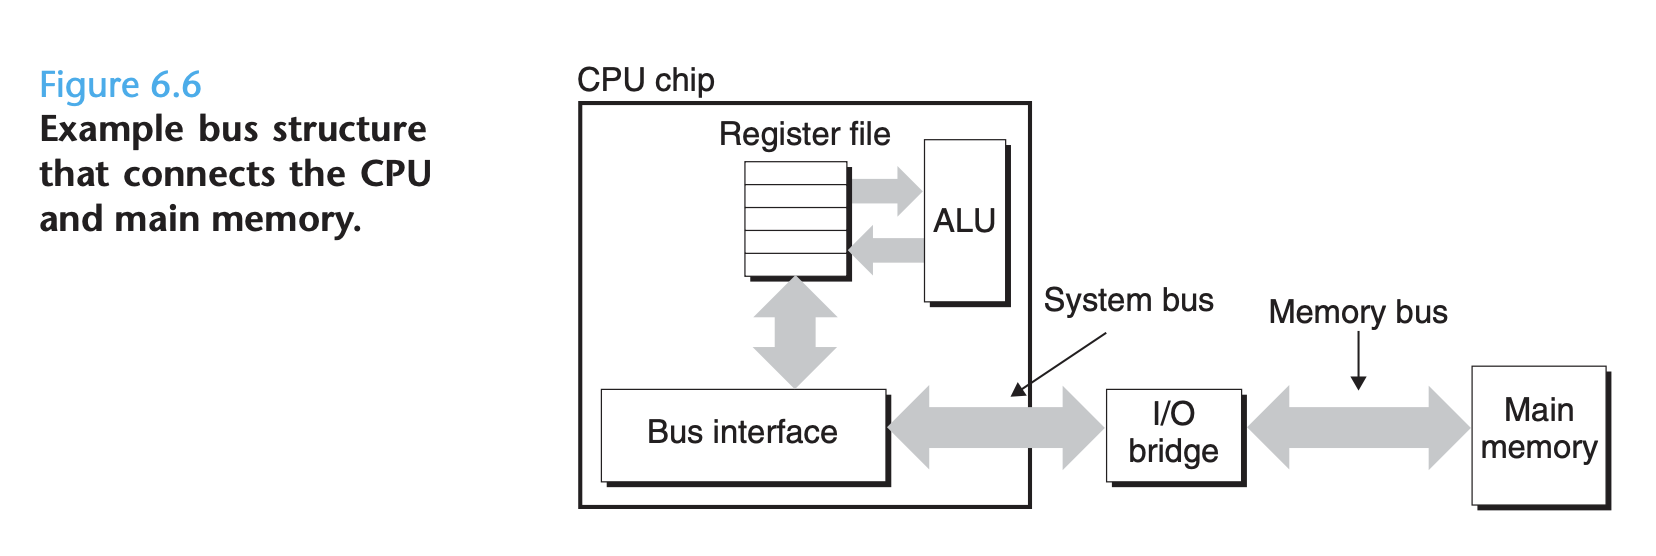 Figure 6.6
Example bus structure
that connects the CPU
and main memory.
CPU chip
Register file
ALU
System bus
Memory bus
Bus interface
I/O
bridge
Main
memory